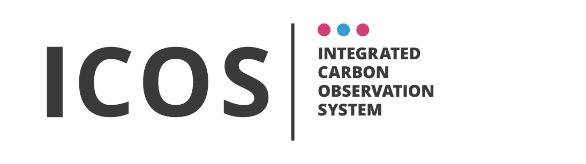 ICOS
INTEGRATED
CARBON
OBSERVATION
SYSTEM